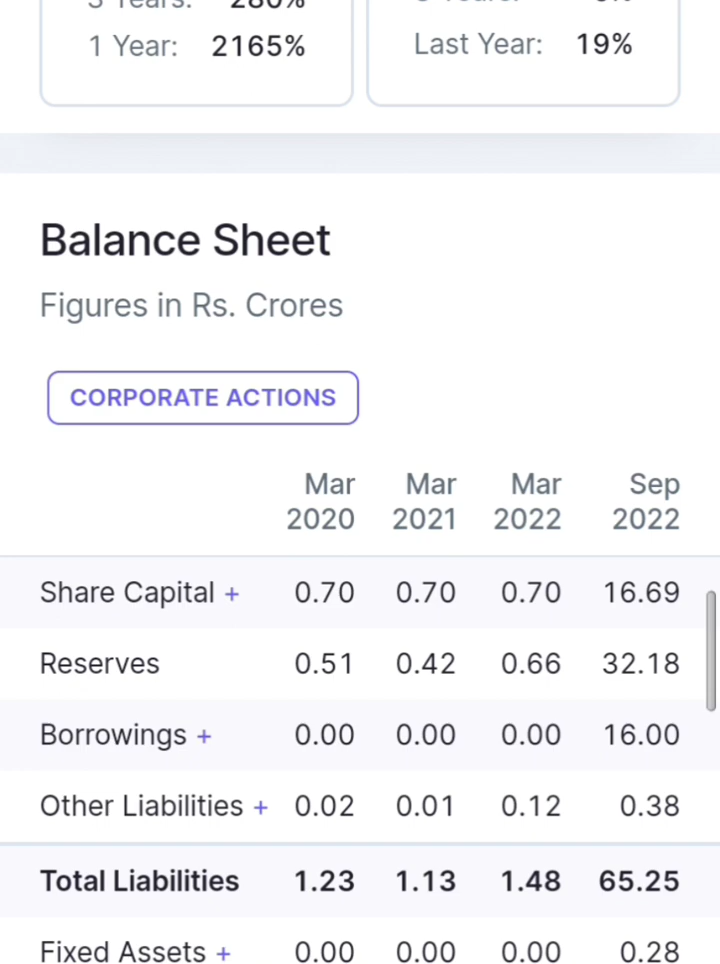 3 Years: 280%
1 Year: 2165%
Last Year: 19%
Balance Sheet
Figures in Rs. Crores
CORPORATE ACTIONS
Mar 2020 Mar 2021 Mar 2022 Sep 2022
Share Capital + 0.70 0.70 0.70 16.69
Reserves 0.51 0.42 0.66 32.18
Borrowings + 0.00 0.00 0.00 16.00
Other Liabilities + 0.02 0.01 0.12 0.38
Total Liabilities 1.23 1.13 1.48 65.25
Fixed Assets + 0.00 0.00 0.00 0.28